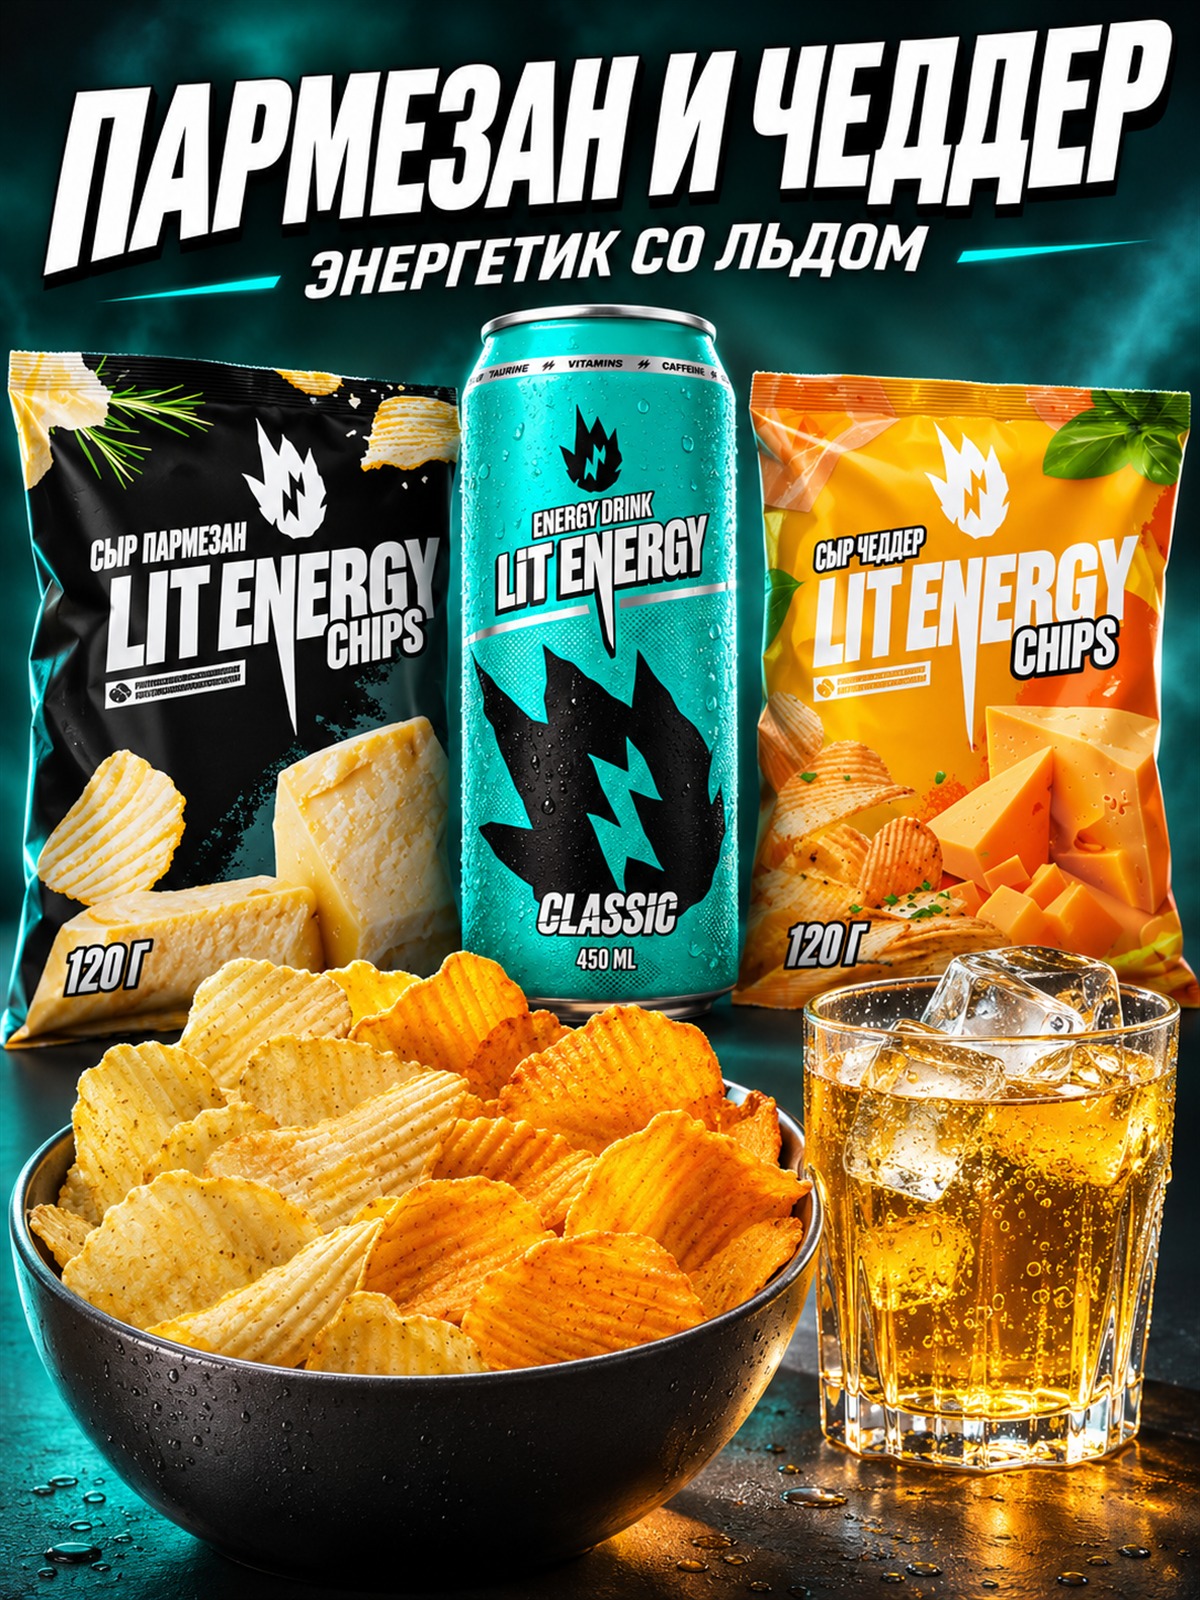 ПАРМЕЗАН И ЧЕДДЕР
ЭНЕРГЕТИК СО ЛЬДОМ
TAURINE VITAMINS CAFFEINE
СЫР ПАРМЕЗАН
LIT ENERGY
CHIPS
120 Г
ENERGY DRINK
LIT ENERGY
CLASSIC
450 ML
СЫР ЧЕДДЕР
LIT ENERGY
CHIPS
120 Г